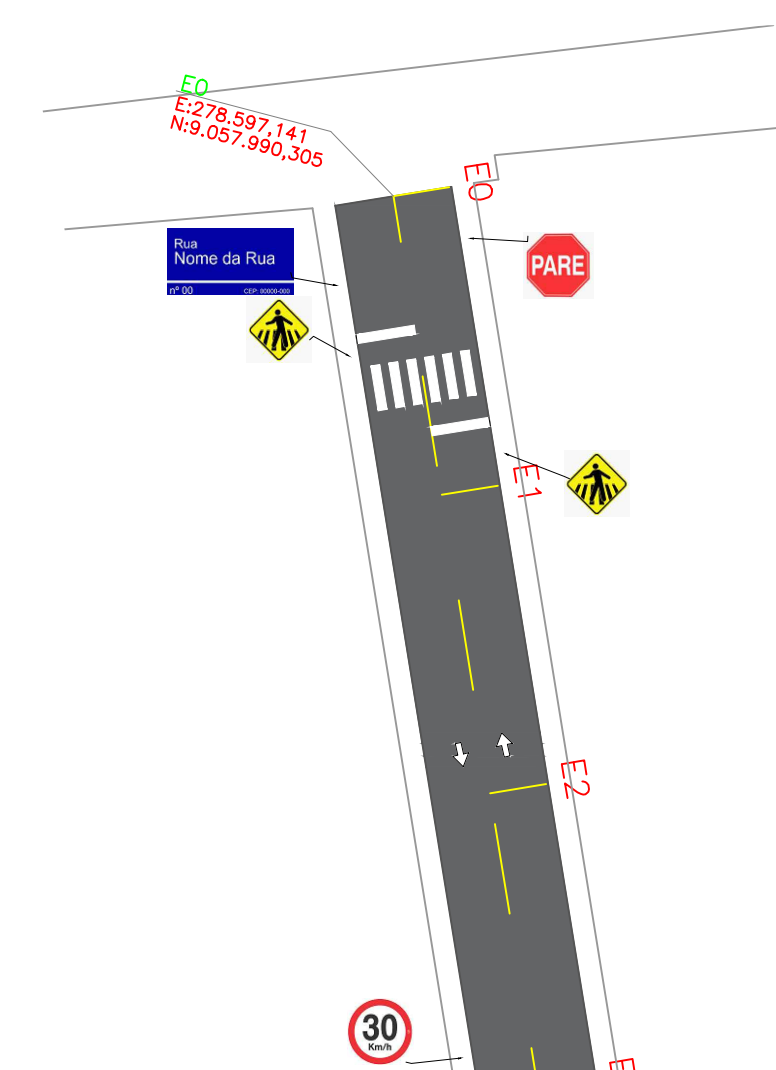 E0
E:278.597,141
N:9.057.990,305
E0
Rua
Nome da Rua
nº 00
CEP: 00000-000
PARE
E1
E2
30
Km/h